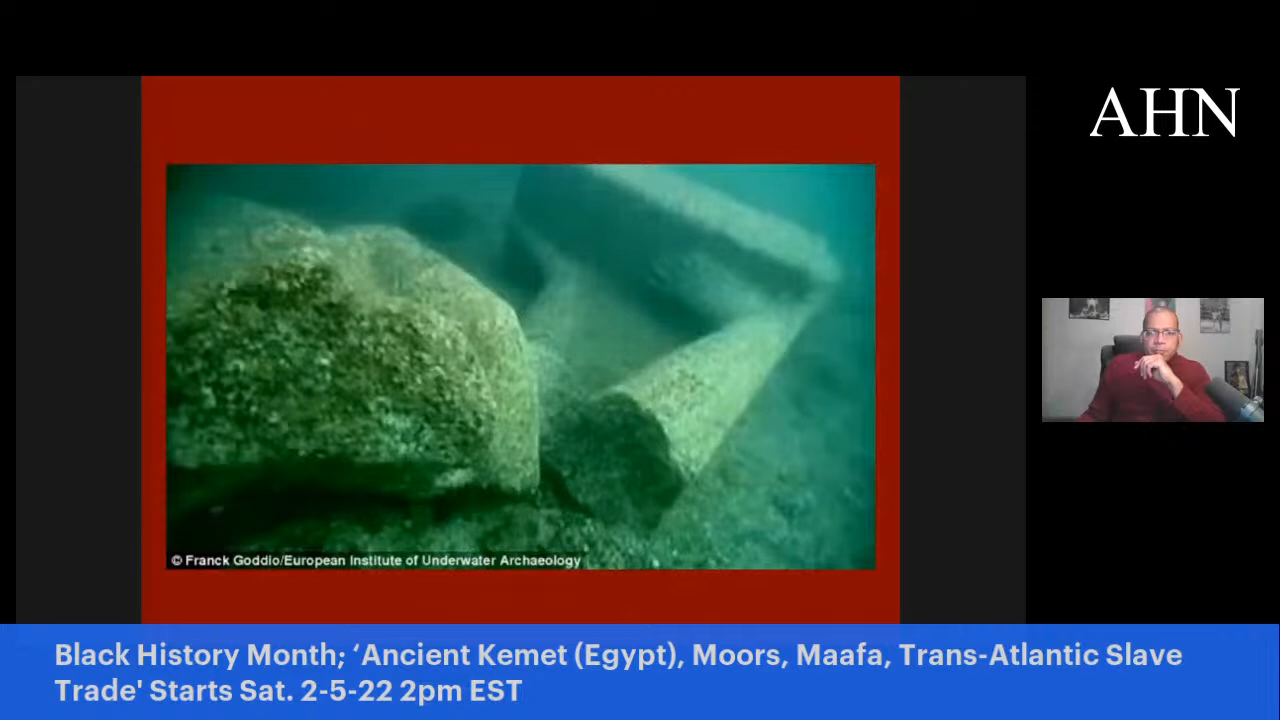 AHN
© Franck Goddio/European Institute of Underwater Archaeology
Black History Month; ‘Ancient Kemet (Egypt), Moors, Maafa, Trans-Atlantic Slave
Trade' Starts Sat. 2-5-22 2pm EST